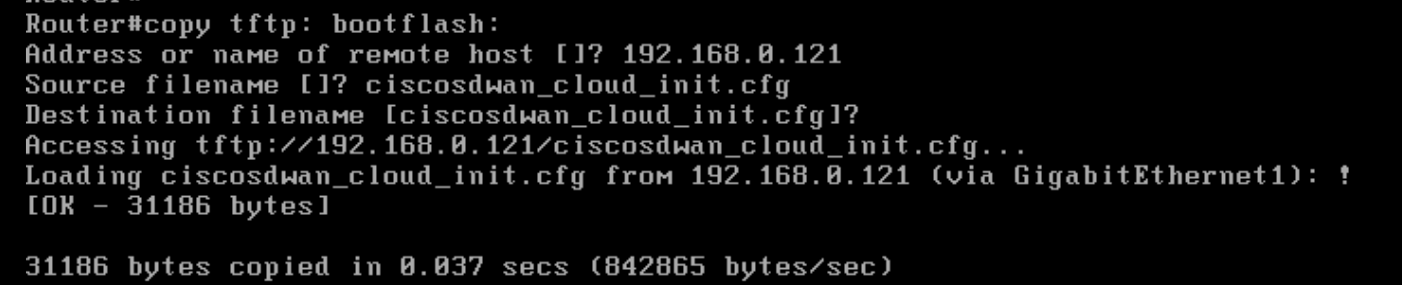 Router#copy tftp: bootflash:
Address or name of remote host []? 192.168.0.121
Source filename []? ciscosdwan_cloud_init.cfg
Destination filename [ciscosdwan_cloud_init.cfg]?
Accessing tftp://192.168.0.121/ciscosdwan_cloud_init.cfg...
Loading ciscosdwan_cloud_init.cfg from 192.168.0.121 (via GigabitEthernet1): !
[OK - 31186 bytes]
31186 bytes copied in 0.037 secs (842865 bytes/sec)